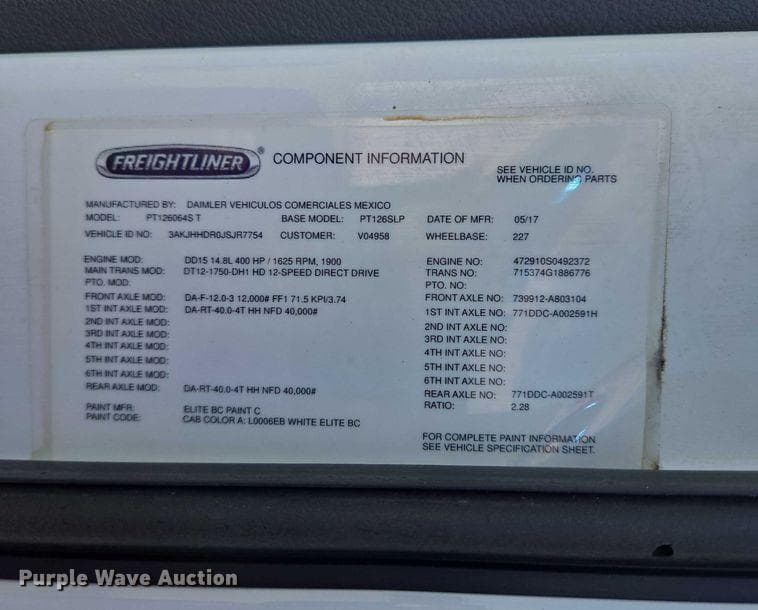 FREIGHTLINER ® COMPONENT INFORMATION
SEE VEHICLE ID NO.
WHEN ORDERING PARTS
MANUFACTURED BY: DAIMLER VEHICULOS COMERCIALES MEXICO
MODEL: PT126064S T BASE MODEL: PT126SLP DATE OF MFR: 05/17
VEHICLE ID NO: 3AKJHHDR0JSJR7754 CUSTOMER: V04958 WHEELBASE: 227
ENGINE MOD: DD15 14.8L 400 HP / 1625 RPM, 1900 ENGINE NO: 472910S0492372
MAIN TRANS MOD: DT12-1750-DH1 HD 12-SPEED DIRECT DRIVE TRANS NO: 715374G1886776
PTO. MOD: PTO. NO:
FRONT AXLE MOD: DA-F-12.0-3 12,000# FF1 71.5 KPI/3.74 FRONT AXLE NO: 739912-A803104
1ST INT AXLE MOD: DA-RT-40.0-4T HH NFD 40,000# 1ST INT AXLE NO: 771DDC-A002591H
2ND INT AXLE MOD: 2ND INT AXLE NO:
3RD INT AXLE MOD: 3RD INT AXLE NO:
4TH INT AXLE MOD: 4TH INT AXLE NO:
5TH INT AXLE MOD: 5TH INT AXLE NO:
6TH INT AXLE MOD: 6TH INT AXLE NO:
REAR AXLE MOD: DA-RT-40.0-4T HH NFD 40,000# REAR AXLE NO: 771DDC-A002591T
RATIO: 2.28
PAINT MFR: ELITE BC PAINT C
PAINT CODE: CAB COLOR A: L0006EB WHITE ELITE BC
FOR COMPLETE PAINT INFORMATION
SEE VEHICLE SPECIFICATION SHEET.
Purple Wave Auction